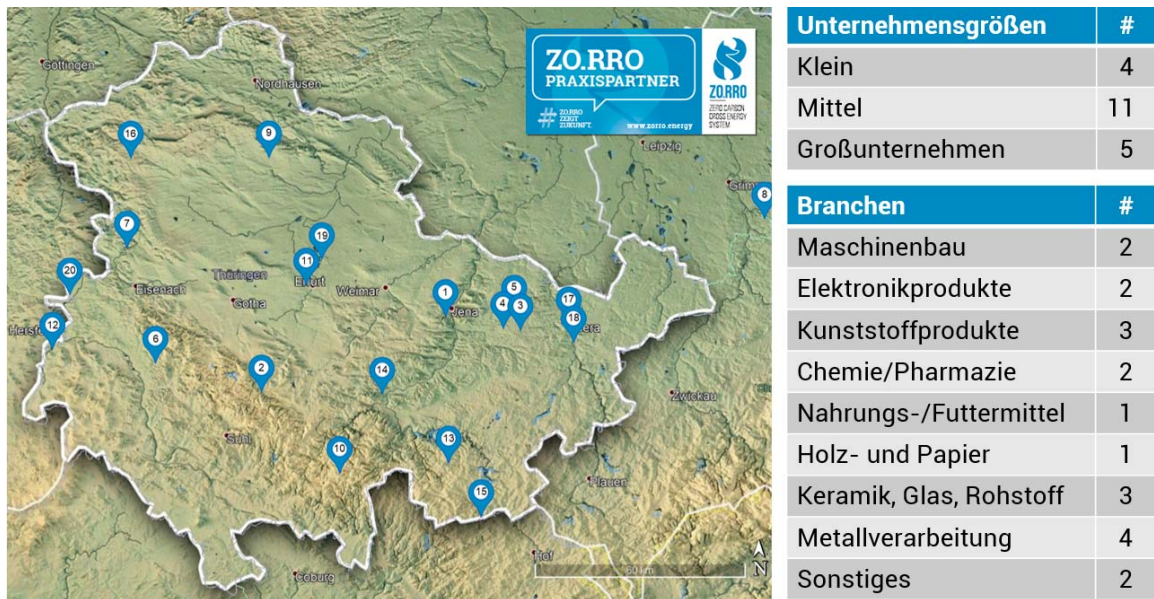 Göttingen
Nordhausen
ZO.RRO
PRAXISPARTNER
# ZO.RRO
ZEIGT
ZUKUNFT.
www.zorro.energy
ZO.RRO
ZERO CARBON
CROSS ENERGY
SYSTEM
Leipzig
16
9
8
7
19
11
Erfurt
20
Eisenach
Thüringen
Gotha
Weimar
1
Jena
5
4
3
17
18
12
6
2
14
Zwickau
Suhl
10
13
15
Plauen
Hof
Coburg
60 km
N
Unternehmensgrößen #
Klein 4
Mittel 11
Großunternehmen 5
Branchen #
Maschinenbau 2
Elektronikprodukte 2
Kunststoffprodukte 3
Chemie/Pharmazie 2
Nahrungs-/Futtermittel 1
Holz- und Papier 1
Keramik, Glas, Rohstoff 3
Metallverarbeitung 4
Sonstiges 2